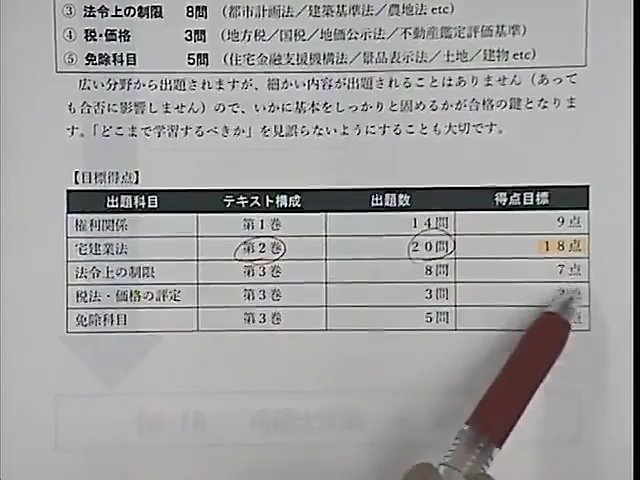 ③ 法令上の制限 8問 (都市計画法／建築基準法／農地法 etc)
④ 税・価格 3問 (地方税／国税／地価公示法／不動産鑑定評価基準)
⑤ 免除科目 5問 (住宅金融支援機構法／景品表示法／土地／建物 etc)
広い分野から出題されますが、細かい内容が出題されることはありません（あって
も合否に影響しません）ので、いかに基本をしっかりと固めるかが合格の鍵となりま
す。「どこまで学習するべきか」を見誤らないようにすることも大切です。
【目標得点】
出題科目 テキスト構成 出題数 得点目標
権利関係 第１巻 １４問 ９点
宅建業法 第２巻 ２０問 １８点
法令上の制限 第３巻 ８問 ７点
税法・価格の評定 第３巻 ３問
免除科目 第３巻 ５問 点